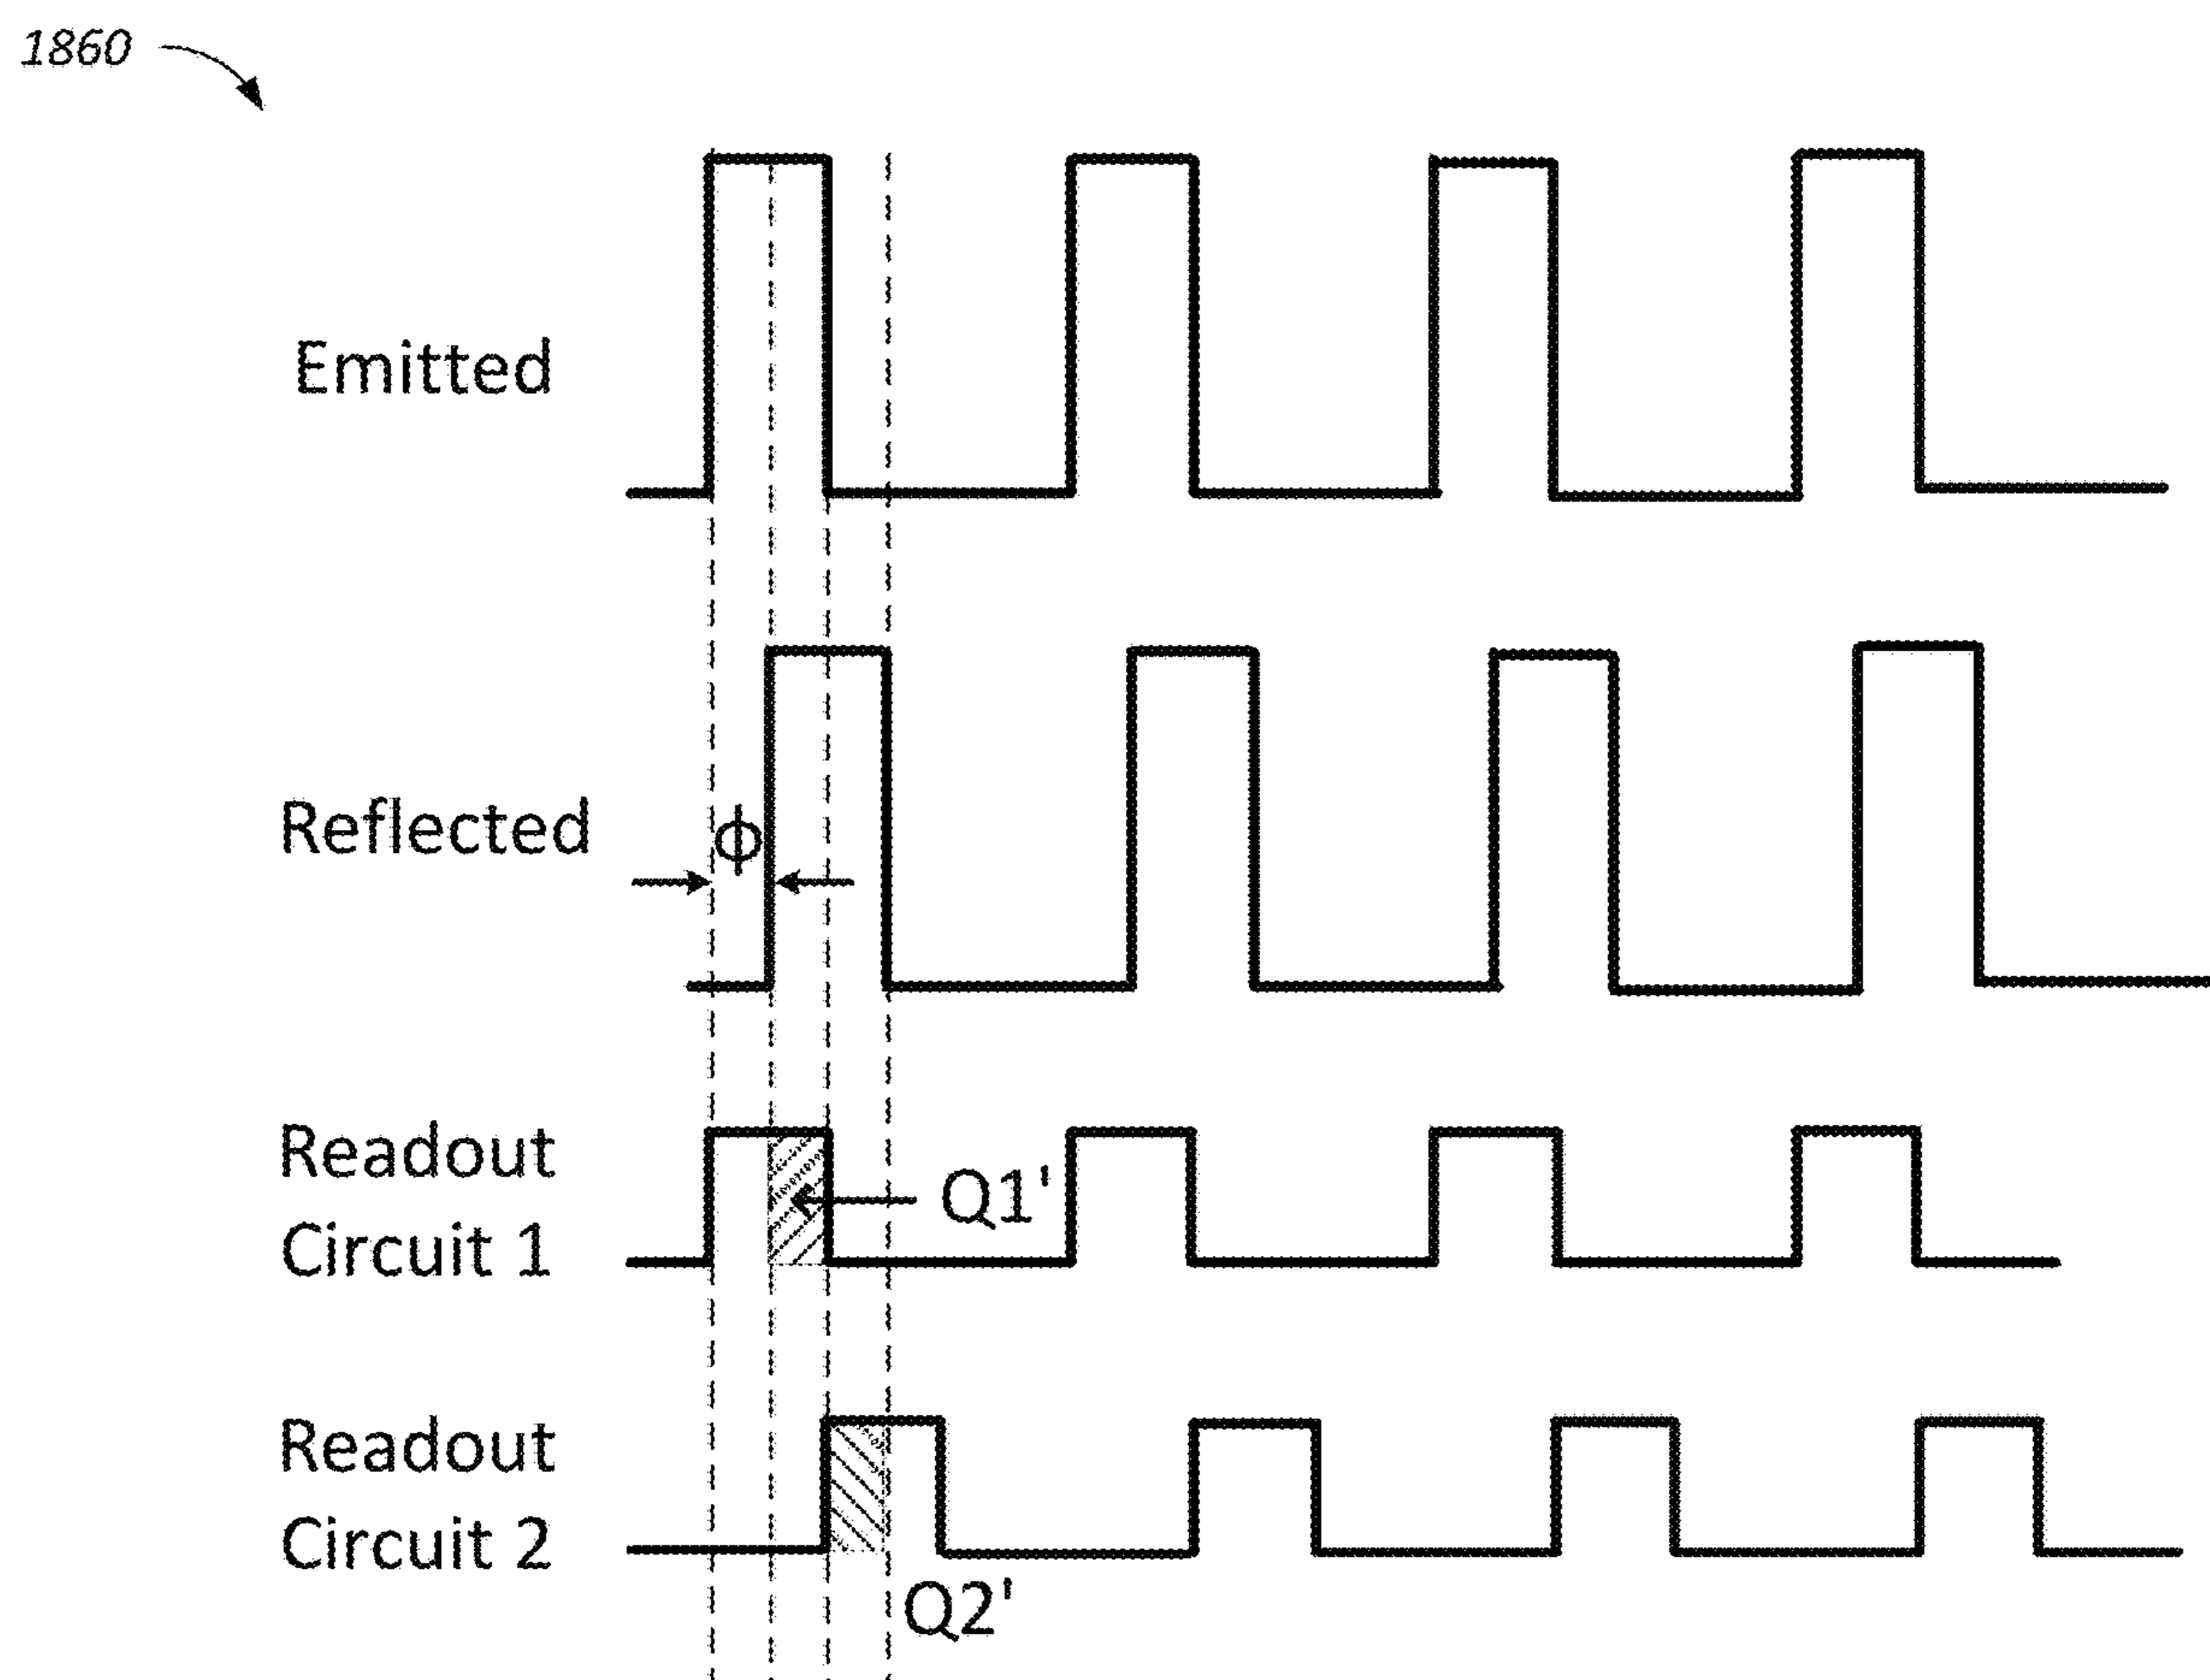 1860
Emitted
Reflected
ϕ
Readout
Circuit 1
Q1'
Readout
Circuit 2
Q2'